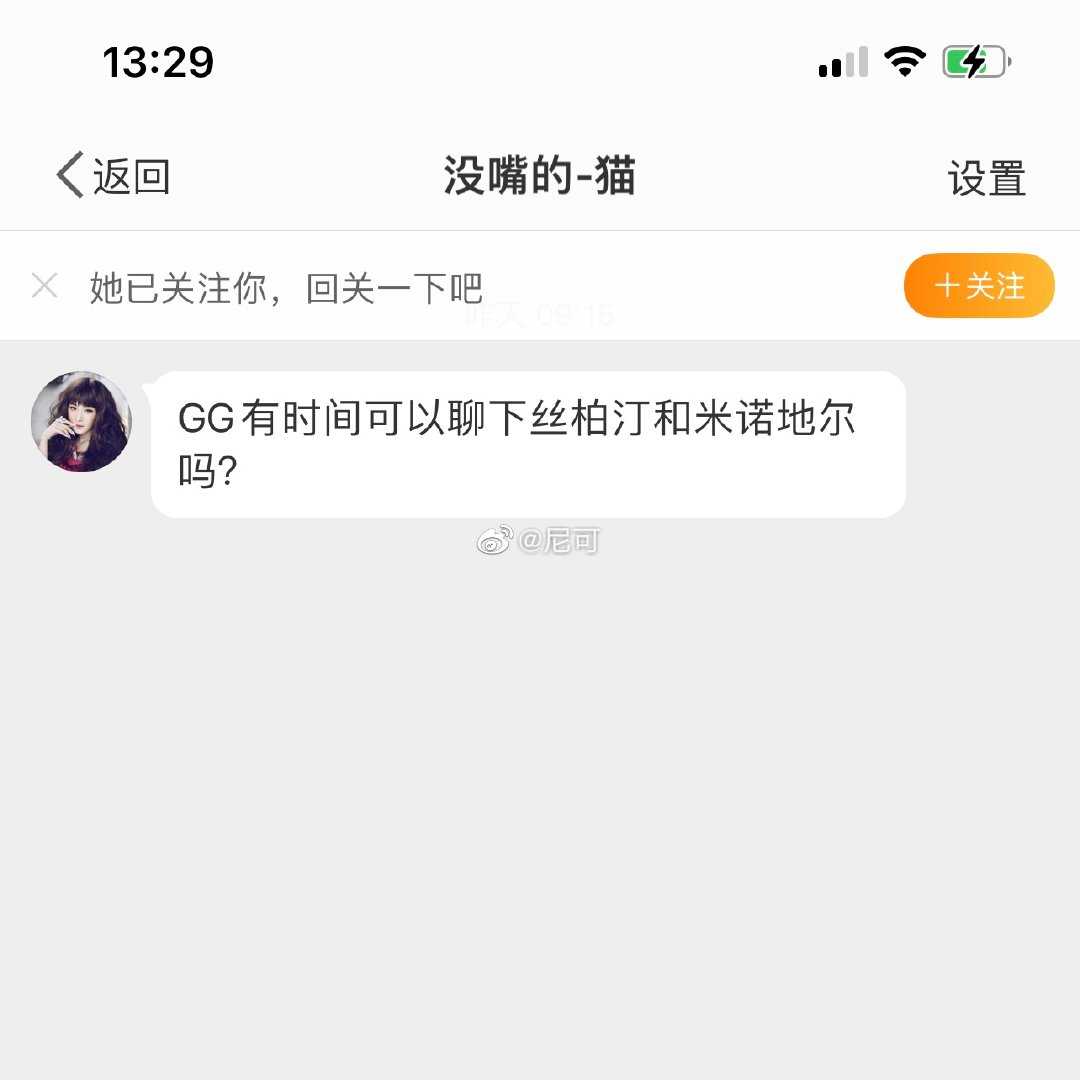 13:29
返回
没嘴的-猫
设置
她已关注你，回关一下吧
+关注
昨天 09:15
GG有时间可以聊下丝柏汀和米诺地尔
吗?
@尼可